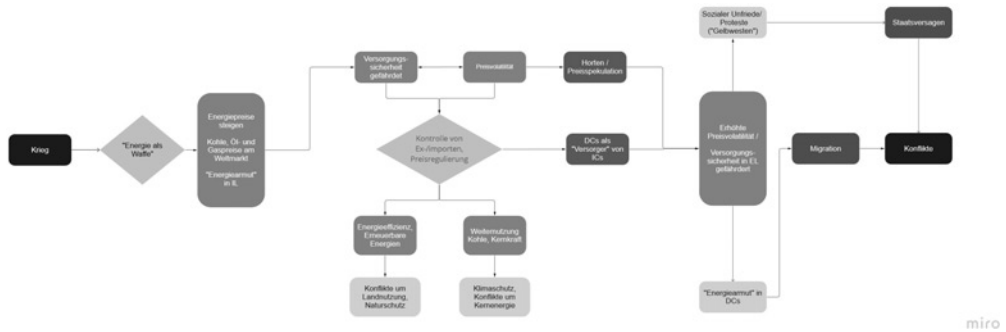 Krieg
"Energie als
Waffe"
Energiepreise
steigen
Kohle, Öl- und
Gaspreise am
Weltmarkt
"Energiearmut"
in IL
Versorgungs-
sicherheit
gefährdet
Preisvolatilität
Horten /
Preisspekulation
Kontrolle von
Ex-/Importen,
Preisregulierung
DCs als
"Versorger" von
ICs
Energieeffizienz,
Erneuerbare
Energien
Weiternutzung
Kohle, Kernkraft
Konflikte um
Landnutzung,
Naturschutz
Klimaschutz,
Konflikte um
Kernenergie
Sozialer Unfriede/
Proteste
("Gelbwesten")
Staatsversagen
Erhöhte
Preisvolatilität /
Versorgungs-
sicherheit in EL
gefährdert
Migration
Konflikte
"Energiearmut" in
DCs
miro